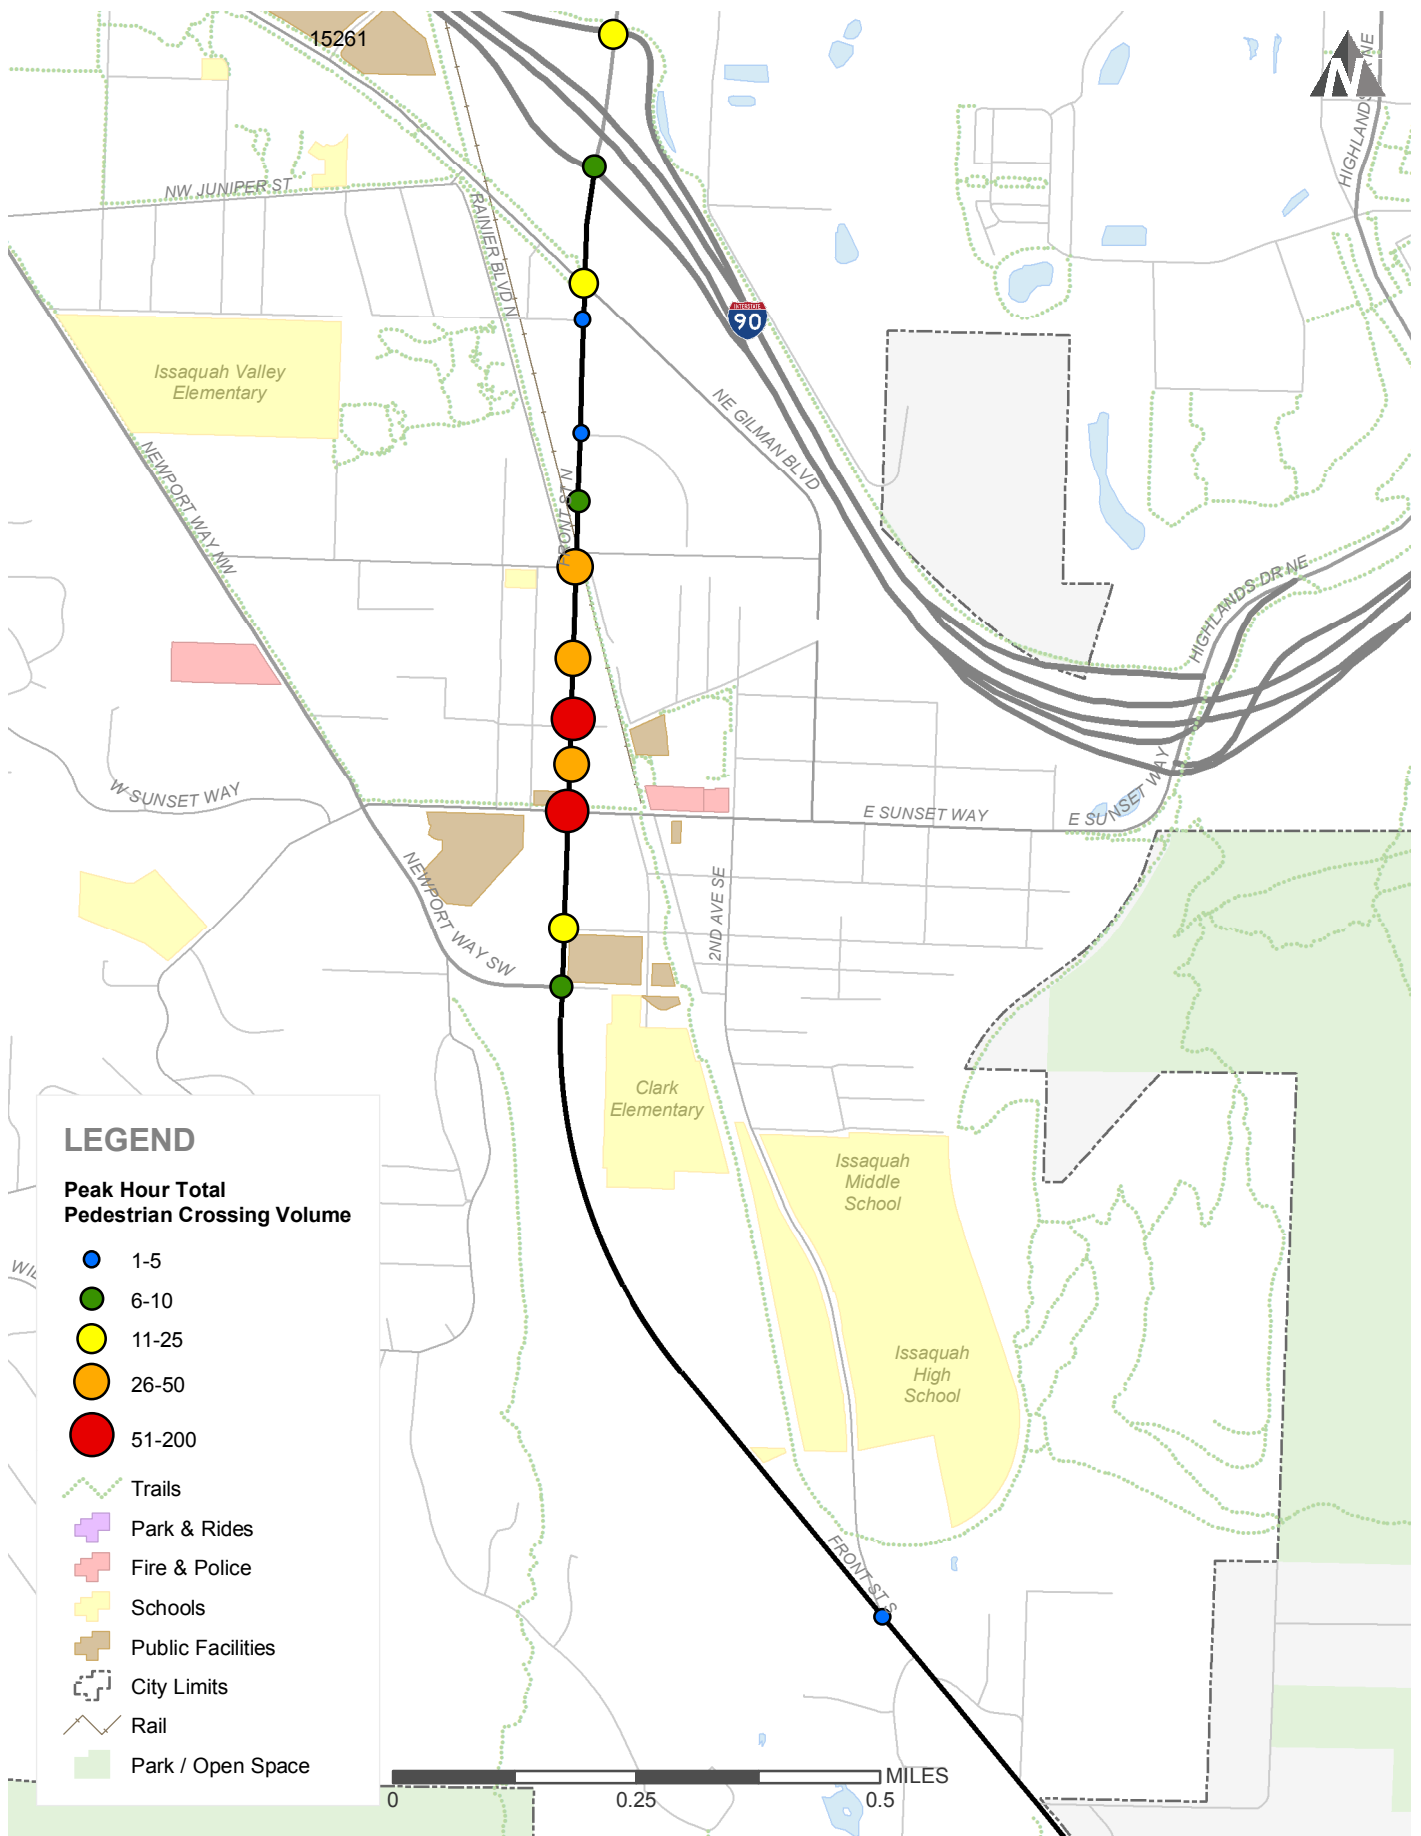 15261
N
HIGHLANDS
NE
NW JUNIPER ST
RAINIER BLVD N
INTERSTATE
90
Issaquah Valley
Elementary
NE GILMAN BLVD
NEWPORT WAY NW
FRONT ST N
HIGHLANDS DR NE
W SUNSET WAY
E SUNSET WAY
E SUNSET WAY
NEWPORT WAY SW
2ND AVE SE
Clark
Elementary
Issaquah
Middle
School
Issaquah
High
School
FRONT ST S
LEGEND
Peak Hour Total
Pedestrian Crossing Volume
1-5
6-10
11-25
26-50
51-200
Trails
Park & Rides
Fire & Police
Schools
Public Facilities
City Limits
Rail
Park / Open Space
MILES
0
0.25
0.5